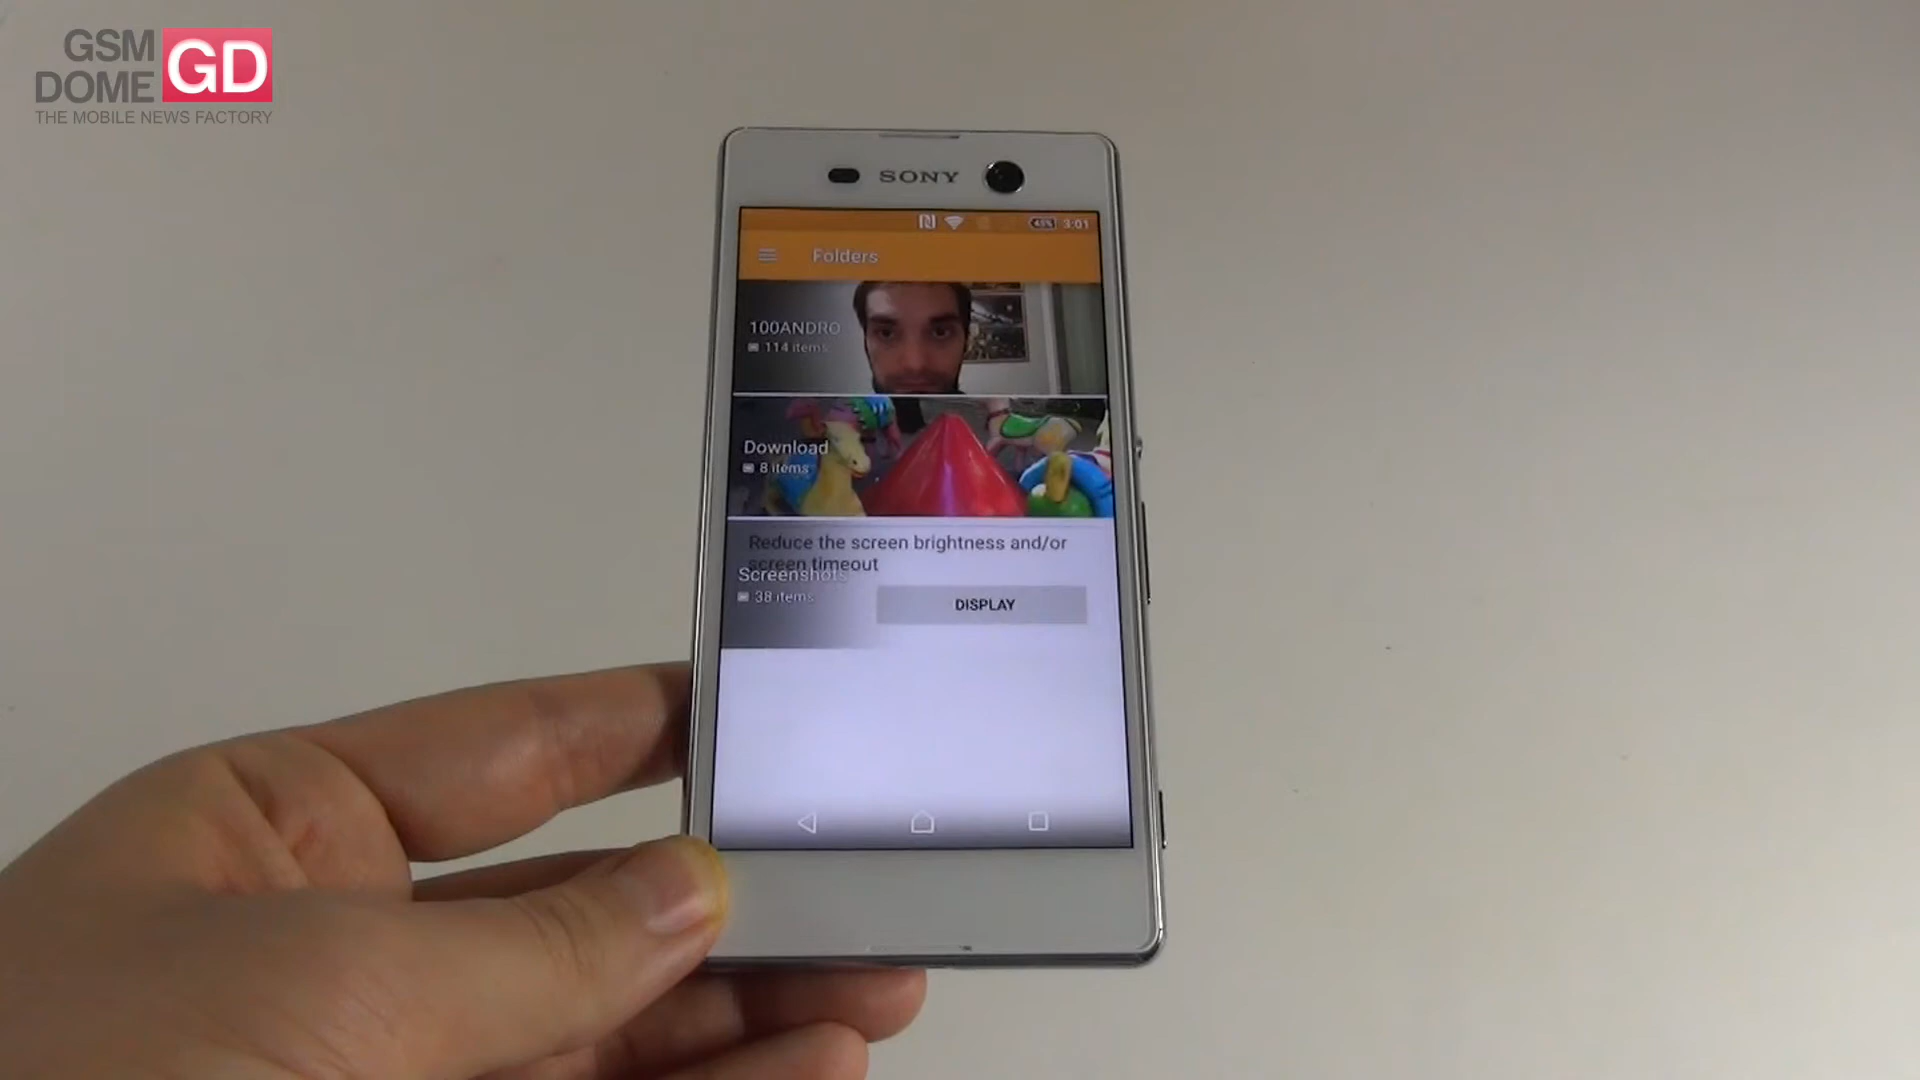 GSM
DOME
GD
THE MOBILE NEWS FACTORY
SONY
45%
3:01
Folders
100ANDRO
114 items
Download
8 items
Reduce the screen brightness and/or
screen timeout
Screenshots
38 items
DISPLAY